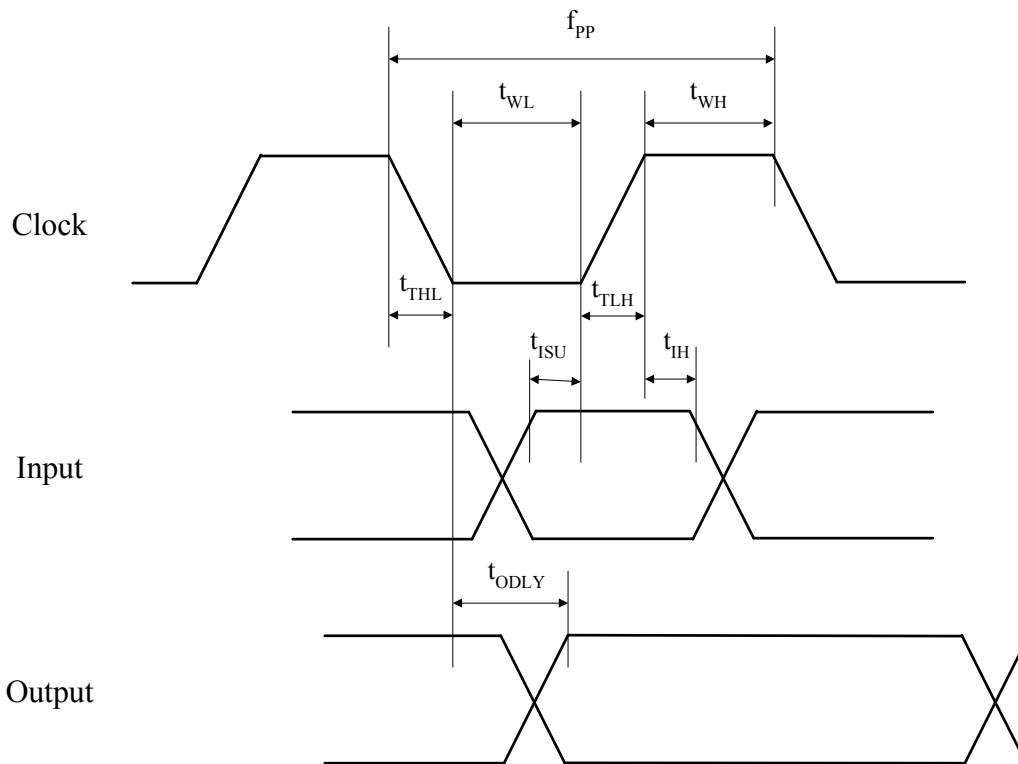 f_PP
t_WL
t_WH
Clock
t_THL
t_TLH
t_ISU
t_IH
Input
t_ODLY
Output